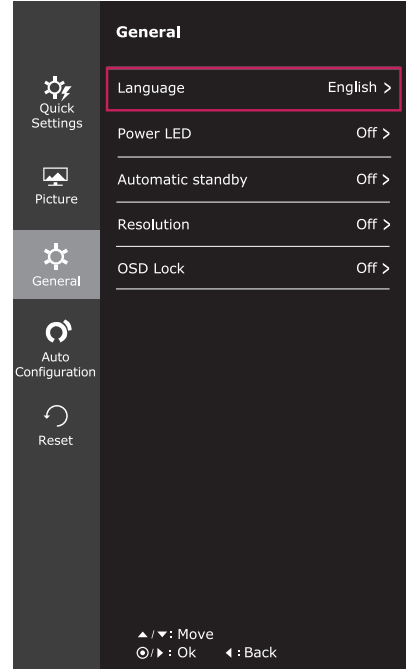 General
Quick
Settings
Picture
General
Auto
Configuration
Reset
Language English >
Power LED Off >
Automatic standby Off >
Resolution Off >
OSD Lock Off >
▲/▼: Move
◉/▶: Ok ◀: Back